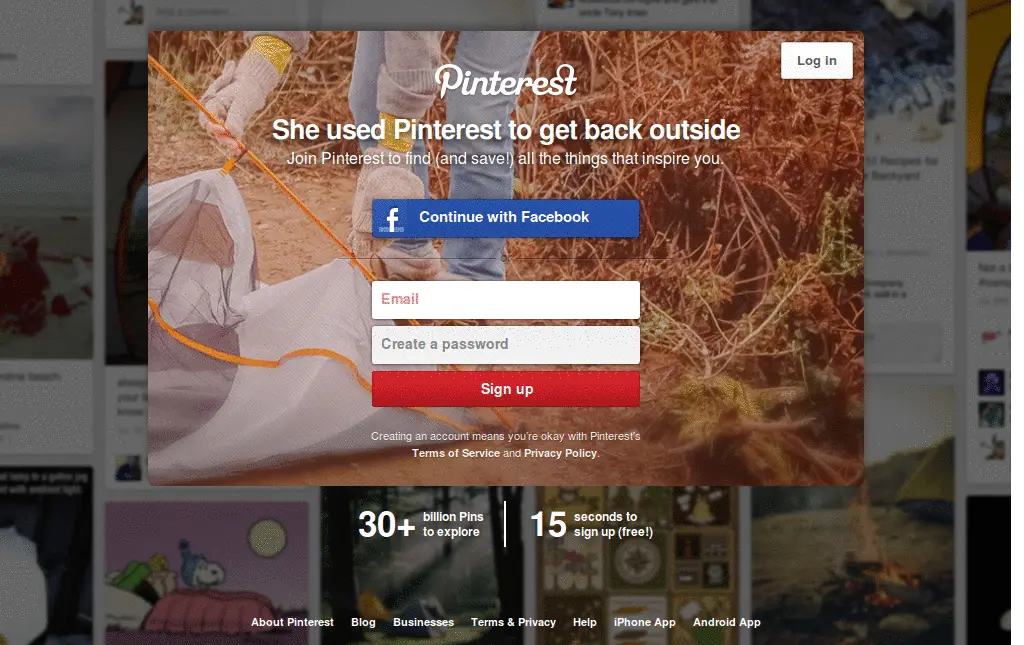 Log in
Pinterest
She used Pinterest to get back outside
Join Pinterest to find (and save!) all the things that inspire you.
Continue with Facebook
or
Email
Create a password
Sign up
Creating an account means you're okay with Pinterest's
Terms of Service and Privacy Policy.
30+ billion Pins
to explore
15 seconds to
sign up (free!)
About Pinterest Blog Businesses Terms & Privacy Help iPhone App Android App